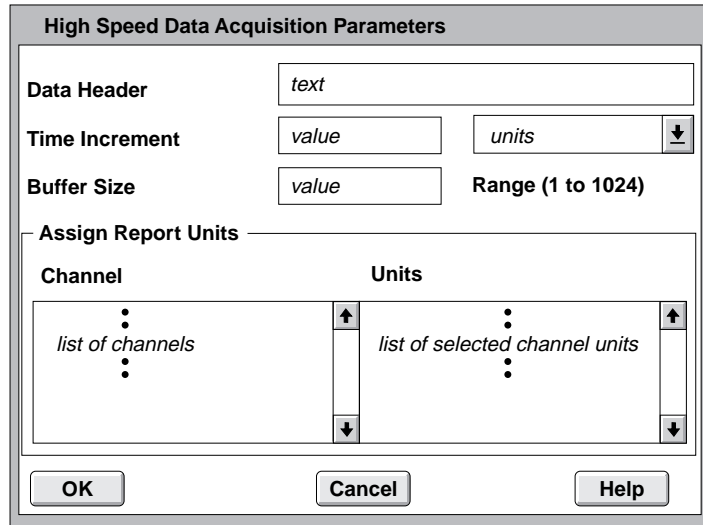 High Speed Data Acquisition Parameters
Data Header text
Time Increment value units
Buffer Size value Range (1 to 1024)
Assign Report Units
Channel Units
list of channels list of selected channel units
OK Cancel Help